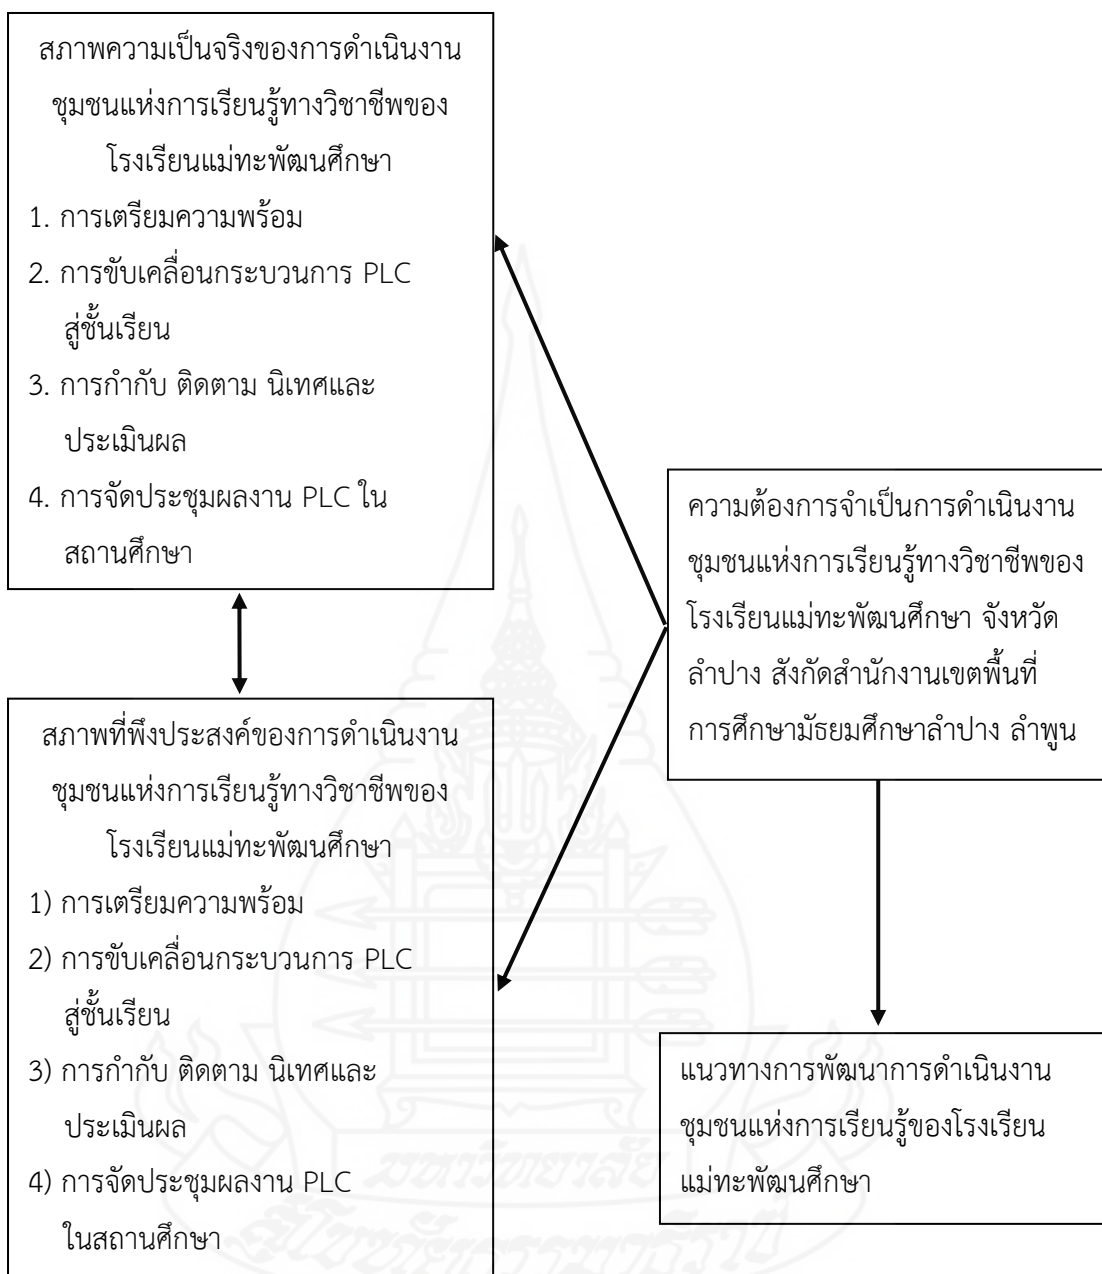 สภาพความเป็นจริงของการดำเนินงาน
ชุมชนแห่งการเรียนรู้ทางวิชาชีพของ
โรงเรียนแม่ทะพัฒนศึกษา
1. การเตรียมความพร้อม
2. การขับเคลื่อนกระบวนการ PLC
สู่ชั้นเรียน
3. การกำกับ ติดตาม นิเทศและ
ประเมินผล
4. การจัดประชุมผลงาน PLC ใน
สถานศึกษา
สภาพที่พึงประสงค์ของการดำเนินงาน
ชุมชนแห่งการเรียนรู้ทางวิชาชีพของ
โรงเรียนแม่ทะพัฒนศึกษา
1) การเตรียมความพร้อม
2) การขับเคลื่อนกระบวนการ PLC
สู่ชั้นเรียน
3) การกำกับ ติดตาม นิเทศและ
ประเมินผล
4) การจัดประชุมผลงาน PLC
ในสถานศึกษา
ความต้องการจำเป็นการดำเนินงาน
ชุมชนแห่งการเรียนรู้ทางวิชาชีพของ
โรงเรียนแม่ทะพัฒนศึกษา จังหวัด
ลำปาง สังกัดสำนักงานเขตพื้นที่
การศึกษามัธยมศึกษาลำปาง ลำพูน
แนวทางการพัฒนาการดำเนินงาน
ชุมชนแห่งการเรียนรู้ของโรงเรียน
แม่ทะพัฒนศึกษา
มหาวิทยาลัย
สุโขทัยธรรมาธิราช